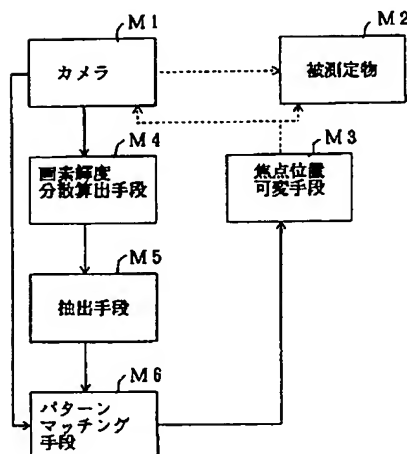 M1
カメラ
M2
被測定物
M4
画素輝度
分散算出手段
M3
焦点位置
可変手段
M5
抽出手段
M6
パターン
マッチング
手段